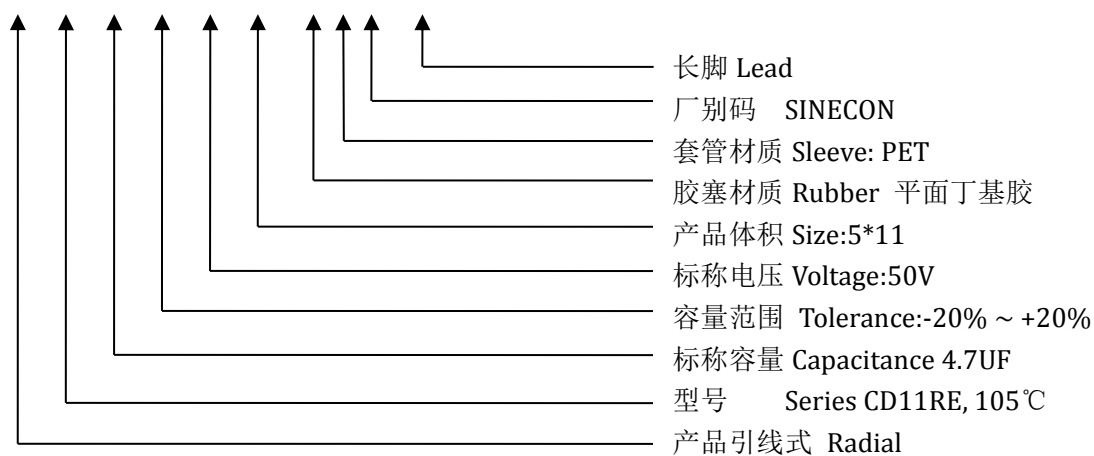 长脚 Lead
厂别码 SINECON
套管材质 Sleeve: PET
胶塞材质 Rubber 平面丁基胶
产品体积 Size:5*11
标称电压 Voltage:50V
容量范围 Tolerance:-20% ~ +20%
标称容量 Capacitance 4.7UF
型号 Series CD11RE, 105℃
产品引线式 Radial